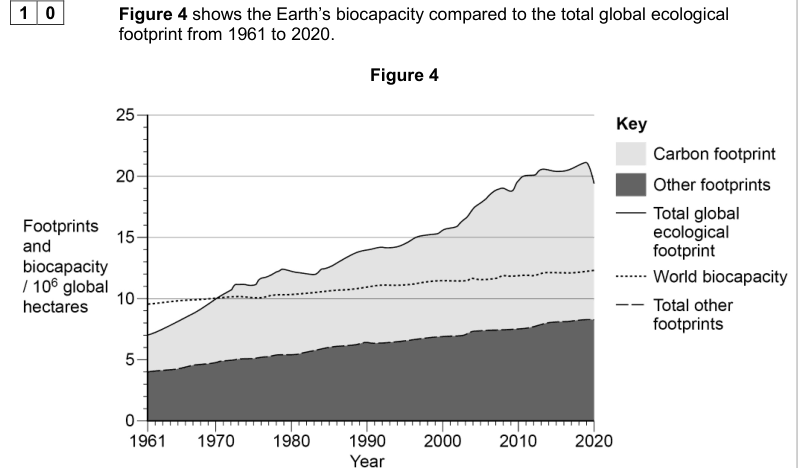 1 0
Figure 4 shows the Earth's biocapacity compared to the total global ecological
footprint from 1961 to 2020.
Figure 4
25
20
15
10
5
0
Footprints
and
biocapacity
/ 10⁶ global
hectares
1961 1970 1980 1990 2000 2010 2020
Year
Key
Carbon footprint
Other footprints
Total global
ecological
footprint
World biocapacity
Total other
footprints